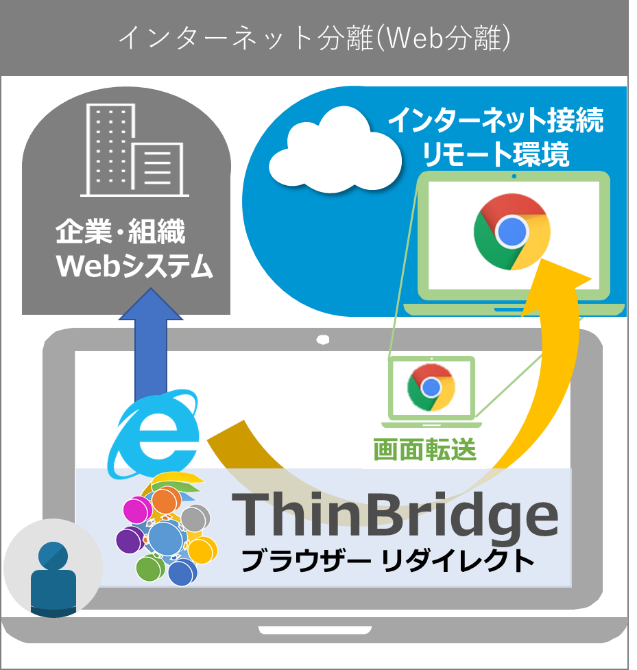 インターネット分離(Web分離)
インターネット接続
リモート環境
企業・組織
Webシステム
画面転送
ThinBridge
ブラウザー リダイレクト